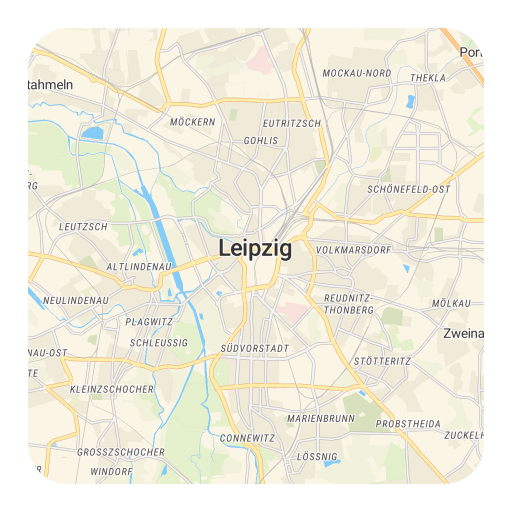 Por
MOCKAU-NORD
THEKLA
tahmeln
MÖCKERN
EUTRITZSCH
GOHLIS
RG
SCHÖNEFELD-OST
LEUTZSCH
Leipzig
VOLKMARSDORF
ALTLINDENAU
NEULINDENAU
REUDNITZ-
THONBERG
MÖLKAU
PLAGWITZ
Zweina
SCHLEUSSIG
NAU-OST
SÜDVORSTADT
STÖTTERITZ
TE
KLEINZSCHOCHER
MARIENBRUNN
PROBSTHEIDA
ZUCKELH
CONNEWITZ
GROSSZSCHOCHER
LÖSSNIG
WINDORF